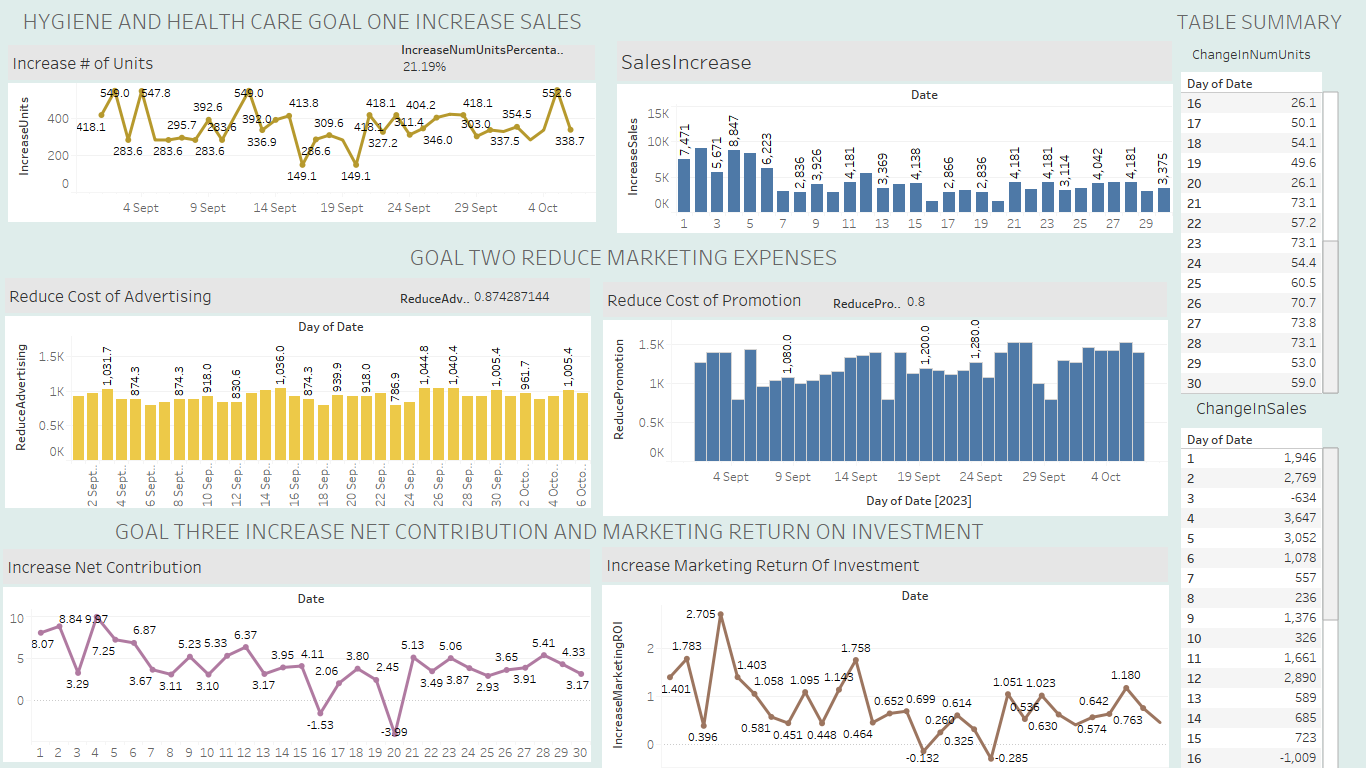 HYGIENE AND HEALTH CARE GOAL ONE INCREASE SALES
TABLE SUMMARY
Increase # of Units
IncreaseNumUnitsPercenta..
21.19%
IncreaseUnits
400
200
0
418.1
549.0
283.6
547.8
283.6
295.7
283.6
392.6
283.6
549.0
336.9
392.0
413.8
149.1
286.6
309.6
149.1
418.1
418.1
327.2
311.4
404.2
346.0
418.1
303.0
337.5
354.5
552.6
338.7
4 Sept
9 Sept
14 Sept
19 Sept
24 Sept
29 Sept
4 Oct
SalesIncrease
Date
IncreaseSales
15K
10K
5K
0K
7,471
5,671
8,847
6,223
2,836
3,926
4,181
3,369
4,138
2,866
2,836
4,181
4,181
3,114
4,042
4,181
3,375
1 3 5 7 9 11 13 15 17 19 21 23 25 27 29
ChangeInNumUnits
Day of Date
16 26.1
17 50.1
18 54.1
19 49.6
20 26.1
21 73.1
22 57.2
23 73.1
24 54.4
25 60.5
26 70.7
27 73.8
28 73.1
29 53.0
30 59.0
GOAL TWO REDUCE MARKETING EXPENSES
Reduce Cost of Advertising
ReduceAdv.. 0.874287144
Day of Date
ReduceAdvertising
1.5K
1K
0.5K
0K
1,031.7
874.3
874.3
918.0
830.6
1,036.0
874.3
939.9
918.0
786.9
1,044.8
1,040.4
1,005.4
961.7
1,005.4
2 Sept..
4 Sept..
6 Sep..
8 Sep..
10 Sep..
12 Sep..
14 Sep..
16 Sep..
18 Sep..
20 Sep..
22 Sep..
24 Sep..
26 Sep..
28 Sep..
30 Sep..
2 Octo..
4 Octo..
6 Octo..
Reduce Cost of Promotion
ReducePro.. 0.8
ReducePromotion
1.5K
1K
0.5K
0K
1,080.0
1,200.0
1,280.0
4 Sept
9 Sept
14 Sept
19 Sept
24 Sept
29 Sept
4 Oct
Day of Date [2023]
ChangeInSales
Day of Date
1 1,946
2 2,769
3 -634
4 3,647
5 3,052
6 1,078
7 557
8 236
9 1,376
10 326
11 1,661
12 2,890
13 589
14 685
15 723
16 -1,009
GOAL THREE INCREASE NET CONTRIBUTION AND MARKETING RETURN ON INVESTMENT
Increase Net Contribution
Date
10
5
0
8.07
8.84
3.29
9.97
7.25
6.87
3.67
3.11
5.23
3.10
5.33
6.37
3.17
3.95
4.11
-1.53
2.06
3.80
2.45
-3.99
5.13
3.49
5.06
3.87
2.93
3.65
3.91
5.41
4.33
3.17
1 2 3 4 5 6 7 8 9 10 11 12 13 14 15 16 17 18 19 20 21 22 23 24 25 26 27 28 29 30
Increase Marketing Return Of Investment
Date
IncreaseMarketingROI
2
1
0
1.401
1.783
0.396
2.705
1.403
1.058
0.581
0.451
1.095
0.448
1.143
1.758
0.464
0.652
0.699
-0.132
0.260
0.614
0.325
-0.285
1.051
0.536
1.023
0.630
0.574
0.642
1.180
0.763